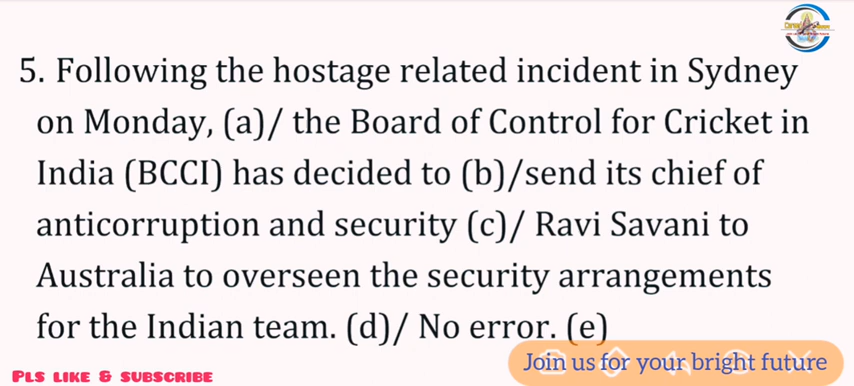 5. Following the hostage related incident in Sydney
on Monday, (a)/ the Board of Control for Cricket in
India (BCCI) has decided to (b)/send its chief of
anticorruption and security (c)/ Ravi Savani to
Australia to overseen the security arrangements
for the Indian team. (d)/ No error. (e)
Join us for your bright future
PLS LIKE & SUBSCRIBE